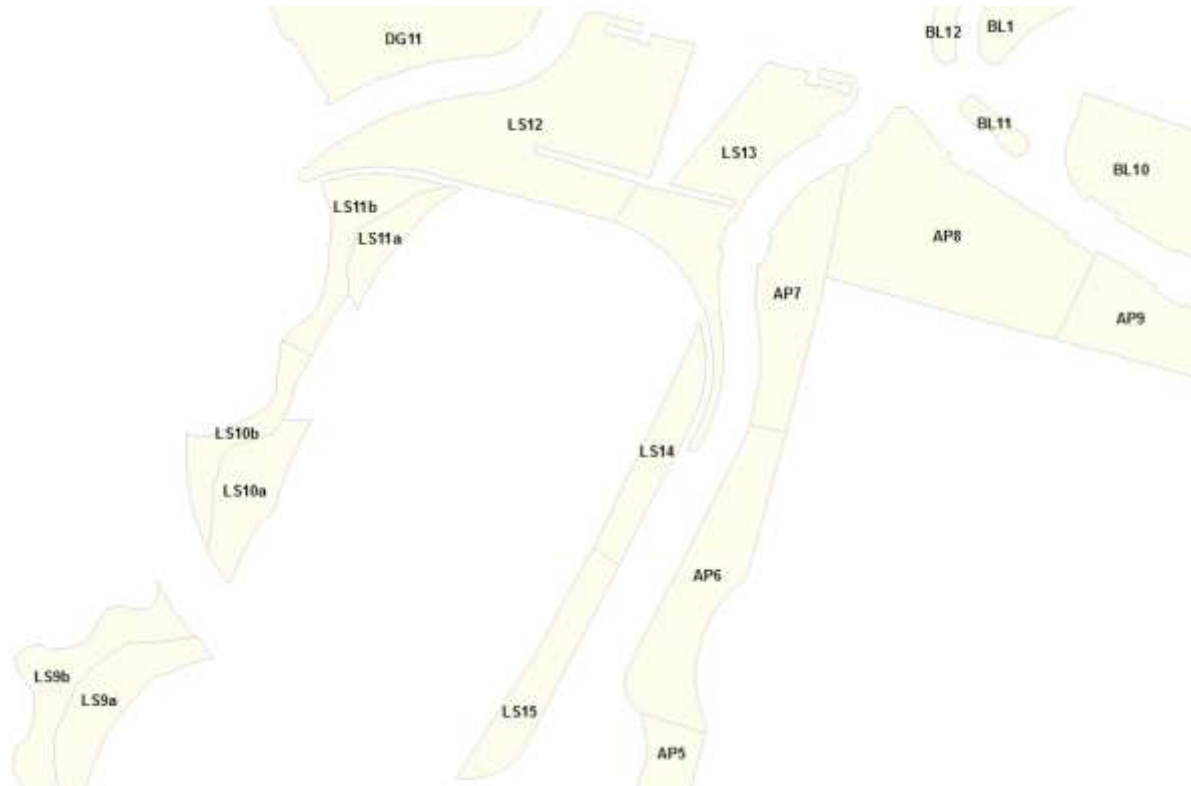 BL1
BL12
DG11
BL11
LS12
LS13
BL10
LS11b
LS11a
AP8
AP7
AP9
LS10b
LS14
LS10a
AP6
LS9b
LS9a
LS15
AP5